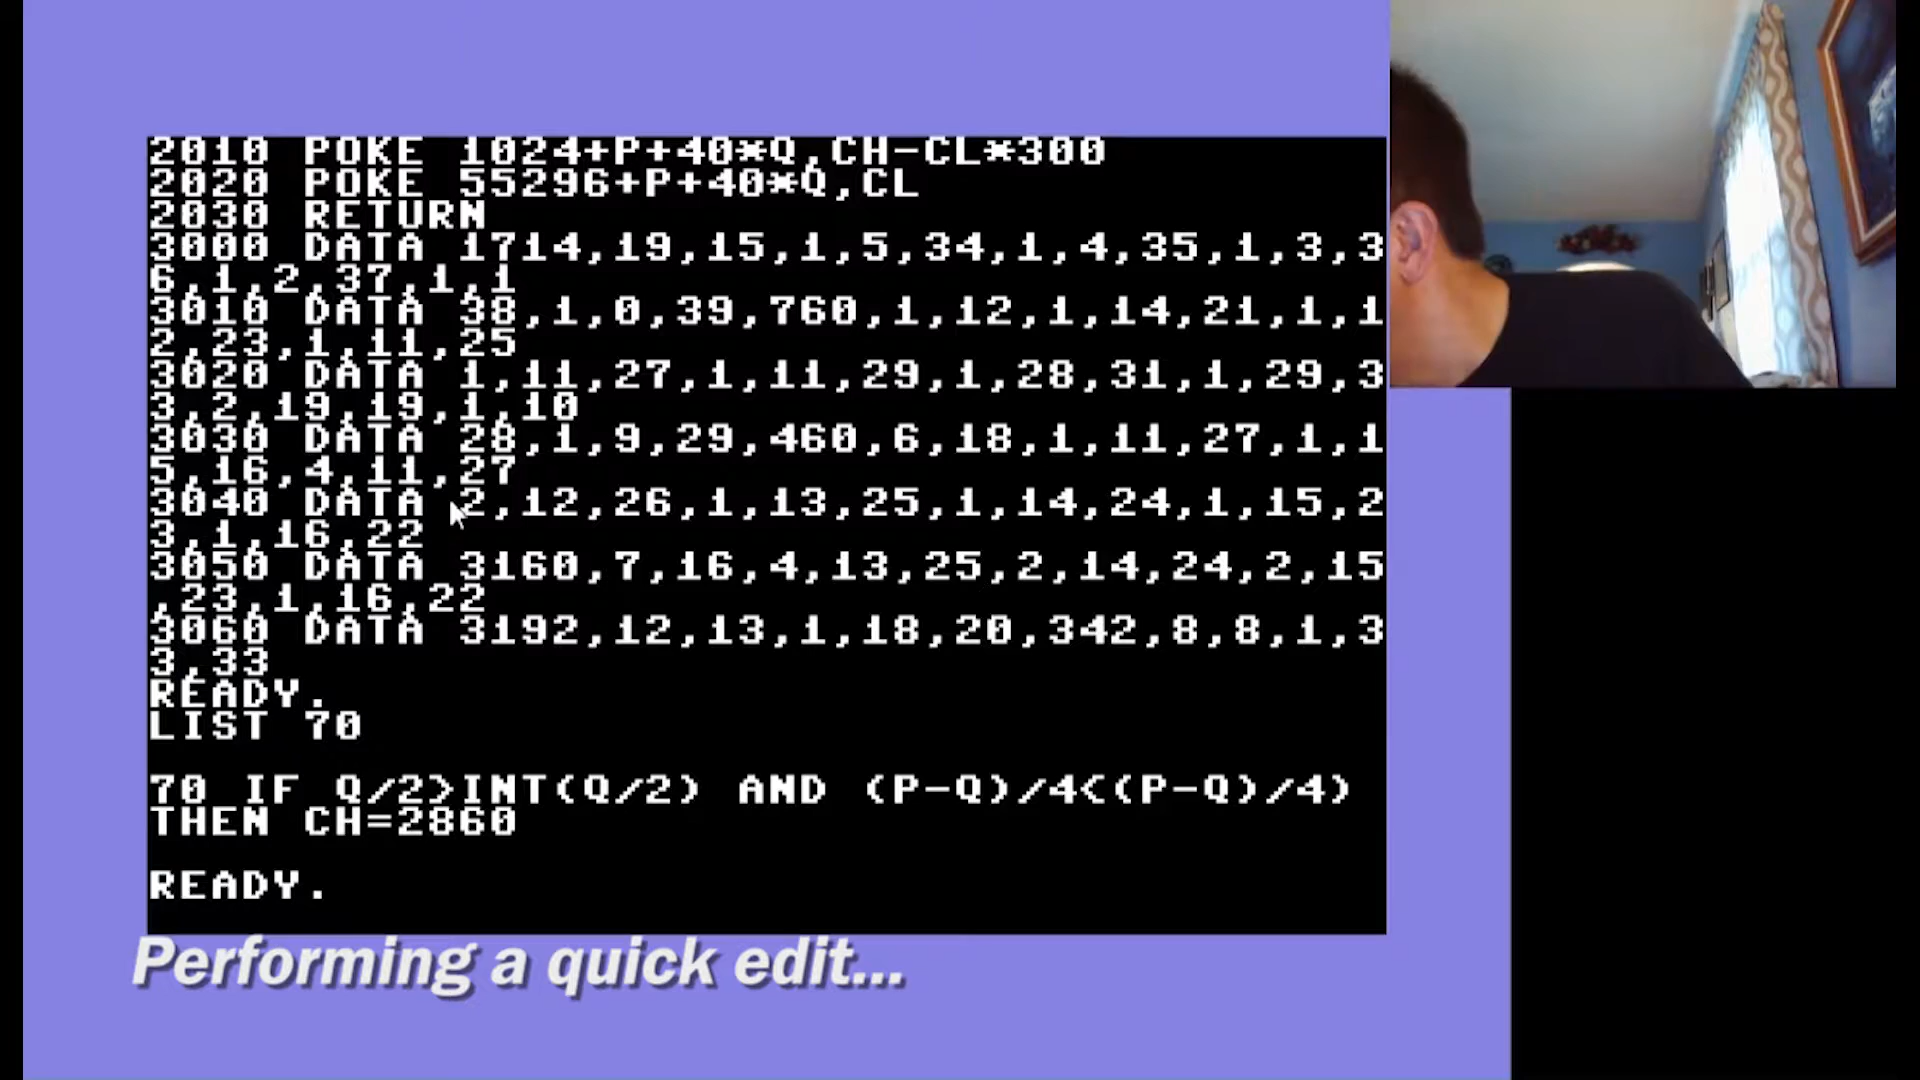 2010 POKE 1024+P+40*Q,CH-CL*300
2020 POKE 55296+P+40*Q,CL
2030 RETURN
3000 DATA 1714,19,15,1,5,34,1,4,35,1,3,3
6,1,2,37,1,1
3010 DATA 38,1,0,39,760,1,12,1,14,21,1,1
2,23,1,11,25
3020 DATA 1,11,27,1,11,29,1,28,31,1,29,3
3,2,19,19,1,10
3030 DATA 28,1,9,29,460,6,18,1,11,27,1,1
5,16,4,11,27
3040 DATA 2,12,26,1,13,25,1,14,24,1,15,2
3,1,16,22
3050 DATA 3160,7,16,4,13,25,2,14,24,2,15
,23,1,16,22
3060 DATA 3192,12,13,1,18,20,342,8,8,1,3
3,33
READY.
LIST 70
70 IF Q/2>INT(Q/2) AND (P-Q)/4<((P-Q)/4)
THEN CH=2860
READY.
Performing a quick edit...